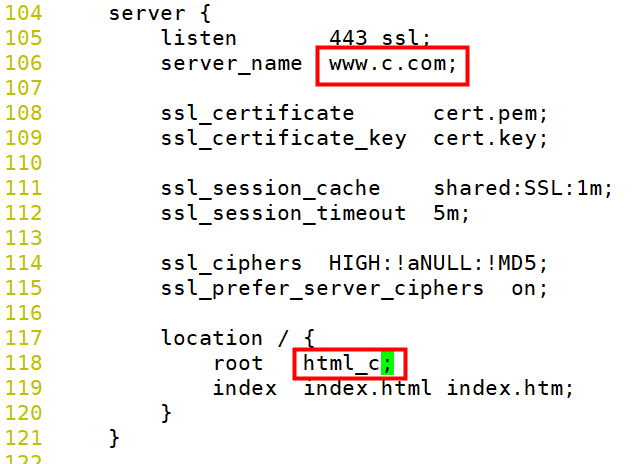 104     server {
105         listen       443 ssl;
106         server_name  www.c.com;
107
108         ssl_certificate      cert.pem;
109         ssl_certificate_key  cert.key;
110
111         ssl_session_cache    shared:SSL:1m;
112         ssl_session_timeout  5m;
113
114         ssl_ciphers  HIGH:!aNULL:!MD5;
115         ssl_prefer_server_ciphers  on;
116
117         location / {
118             root   html_c;
119             index  index.html index.htm;
120         }
121     }
122